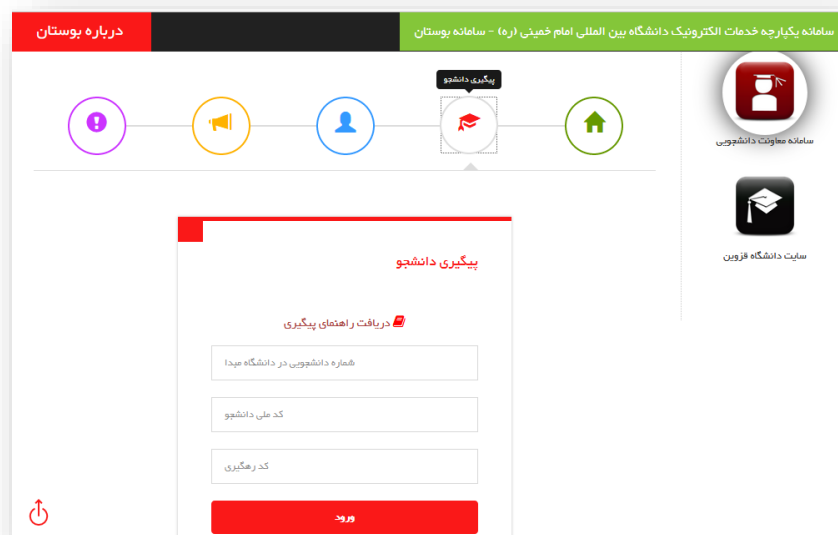 سامانه یکپارچه خدمات الکترونیک دانشگاه بین المللی امام خمینی (ره) - سامانه بوستان
درباره بوستان
پیگیری دانشجو
سامانه معاونت دانشجویی
سایت دانشگاه قزوین
پیگیری دانشجو
دریافت راهنمای پیگیری
شماره دانشجویی در دانشگاه مبدا
کد ملی دانشجو
کد رهگیری
ورود